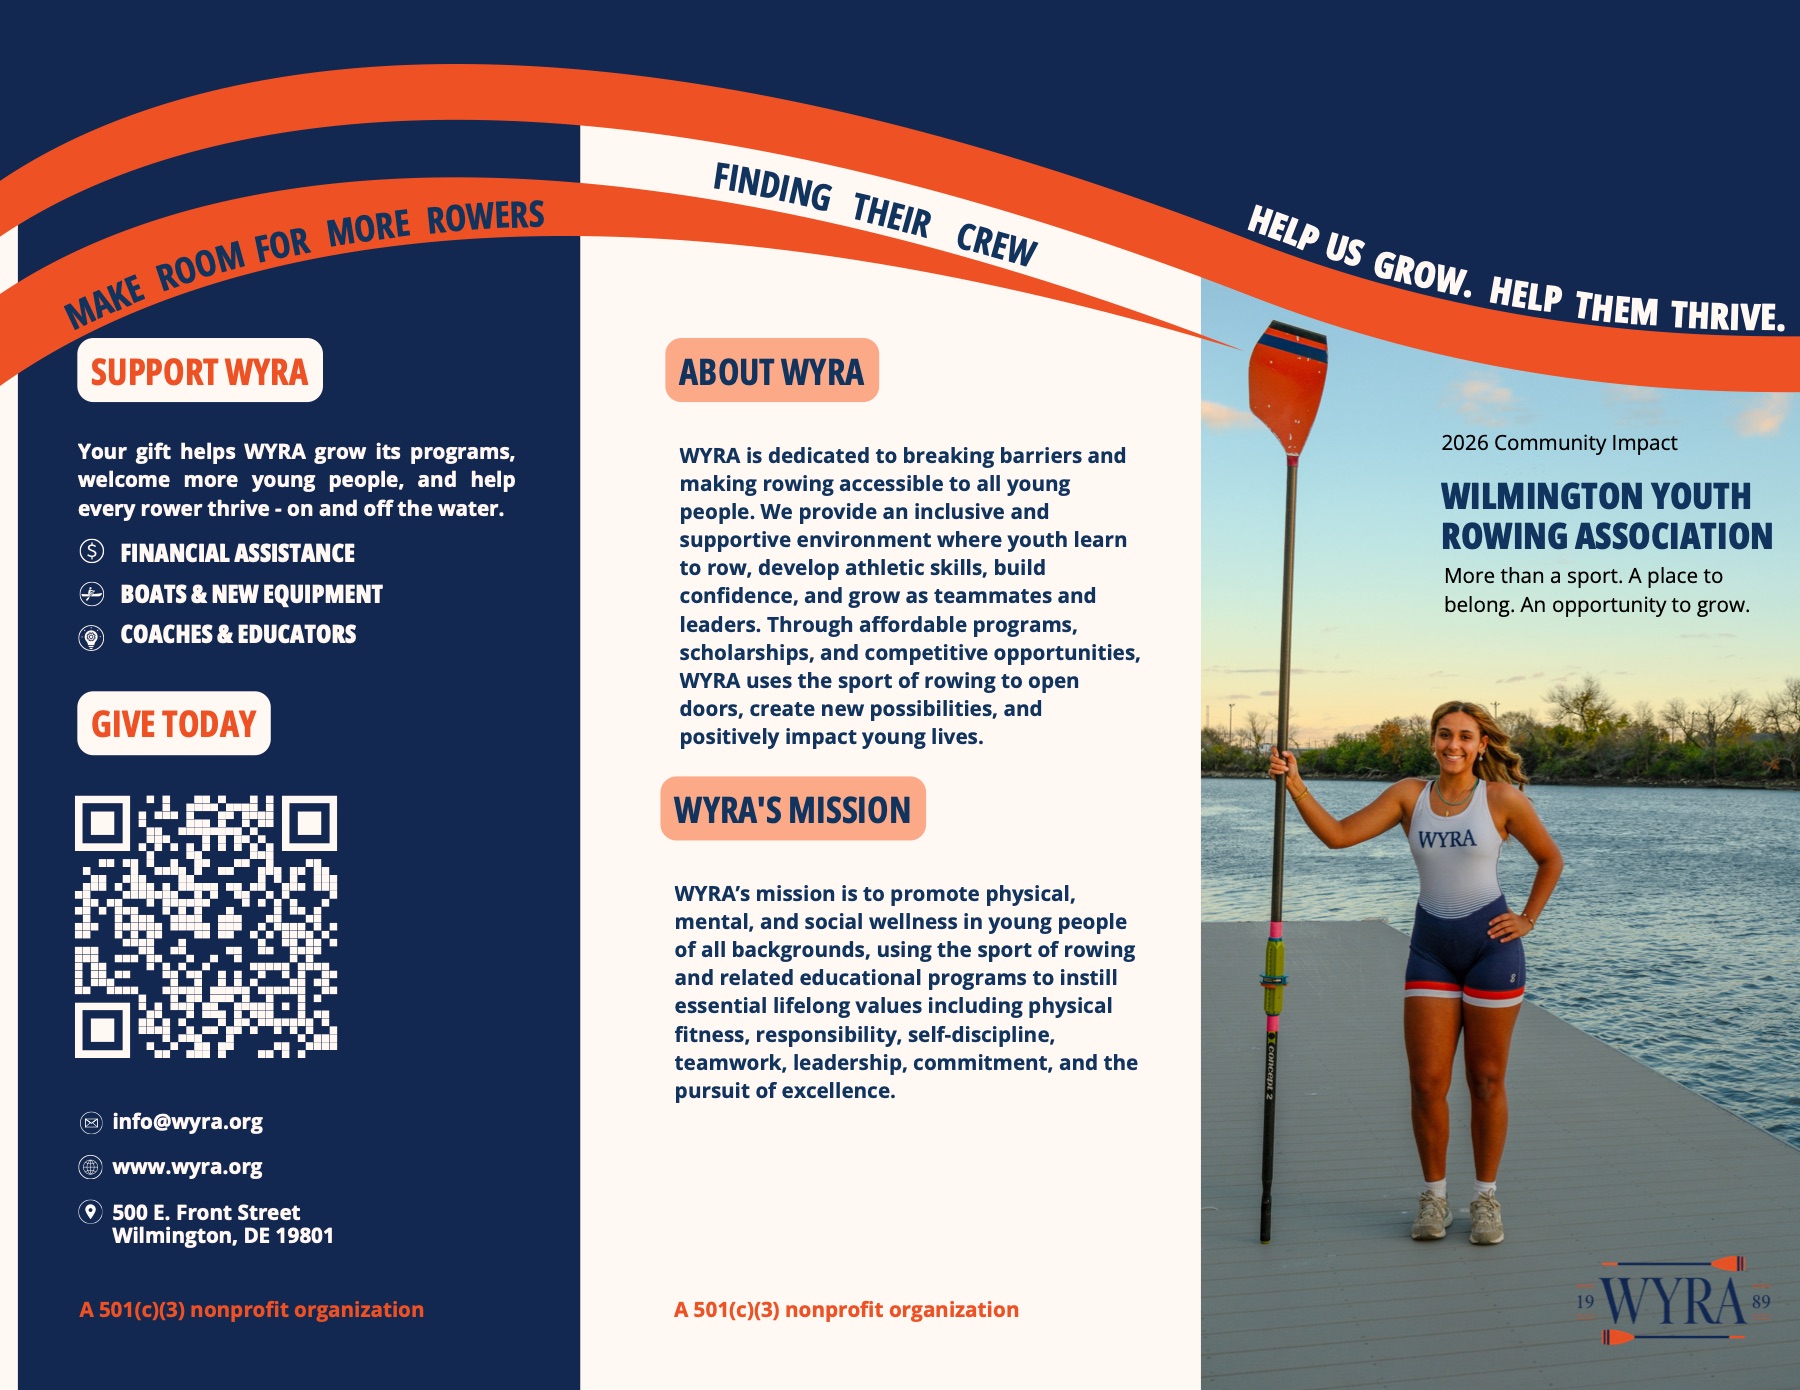 MAKE ROOM FOR MORE ROWERS
SUPPORT WYRA
Your gift helps WYRA grow its programs,
welcome more young people, and help
every rower thrive - on and off the water.
FINANCIAL ASSISTANCE
BOATS & NEW EQUIPMENT
COACHES & EDUCATORS
GIVE TODAY
info@wyra.org
www.wyra.org
500 E. Front Street
Wilmington, DE 19801
A 501(c)(3) nonprofit organization
FINDING THEIR CREW
ABOUT WYRA
WYRA is dedicated to breaking barriers and
making rowing accessible to all young
people. We provide an inclusive and
supportive environment where youth learn
to row, develop athletic skills, build
confidence, and grow as teammates and
leaders. Through affordable programs,
scholarships, and competitive opportunities,
WYRA uses the sport of rowing to open
doors, create new possibilities, and
positively impact young lives.
WYRA'S MISSION
WYRA’s mission is to promote physical,
mental, and social wellness in young people
of all backgrounds, using the sport of rowing
and related educational programs to instill
essential lifelong values including physical
fitness, responsibility, self-discipline,
teamwork, leadership, commitment, and the
pursuit of excellence.
A 501(c)(3) nonprofit organization
HELP US GROW. HELP THEM THRIVE.
2026 Community Impact
WILMINGTON YOUTH
ROWING ASSOCIATION
More than a sport. A place to
belong. An opportunity to grow.
WYRA
concept 2
19 WYRA 89